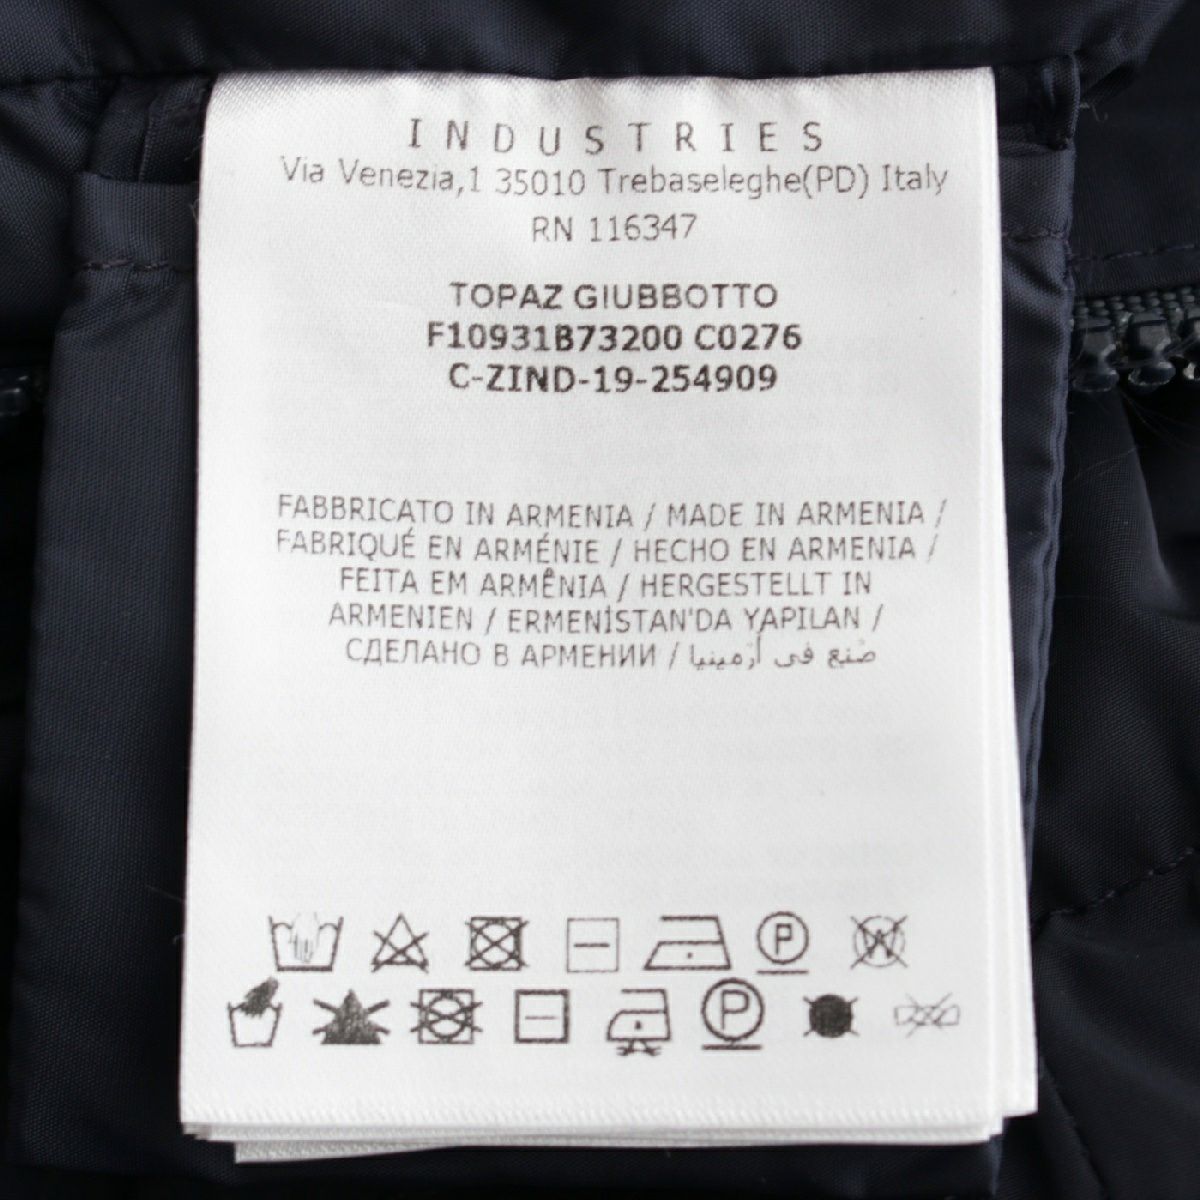 INDUSTRIES
Via Venezia,1 35010 Trebaseleghe(PD) Italy
RN 116347
TOPAZ GIUBBOTTO
F10931B73200 C0276
C-ZIND-19-254909
FABBRICATO IN ARMENIA / MADE IN ARMENIA /
FABRIQUÉ EN ARMÉNIE / HECHO EN ARMENIA /
FEITA EM ARMÊNIA / HERGESTELLT IN
ARMENIEN / ERMENİSTAN'DA YAPILAN /
СДЕЛАНО В АРМЕНИИ / صُنع في أرمينيا
P W
P